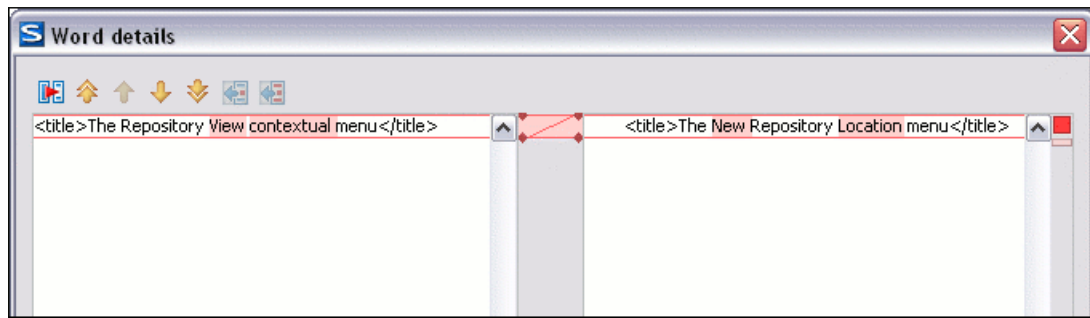 Word details
<title>The Repository View contextual menu</title>
<title>The New Repository Location menu</title>